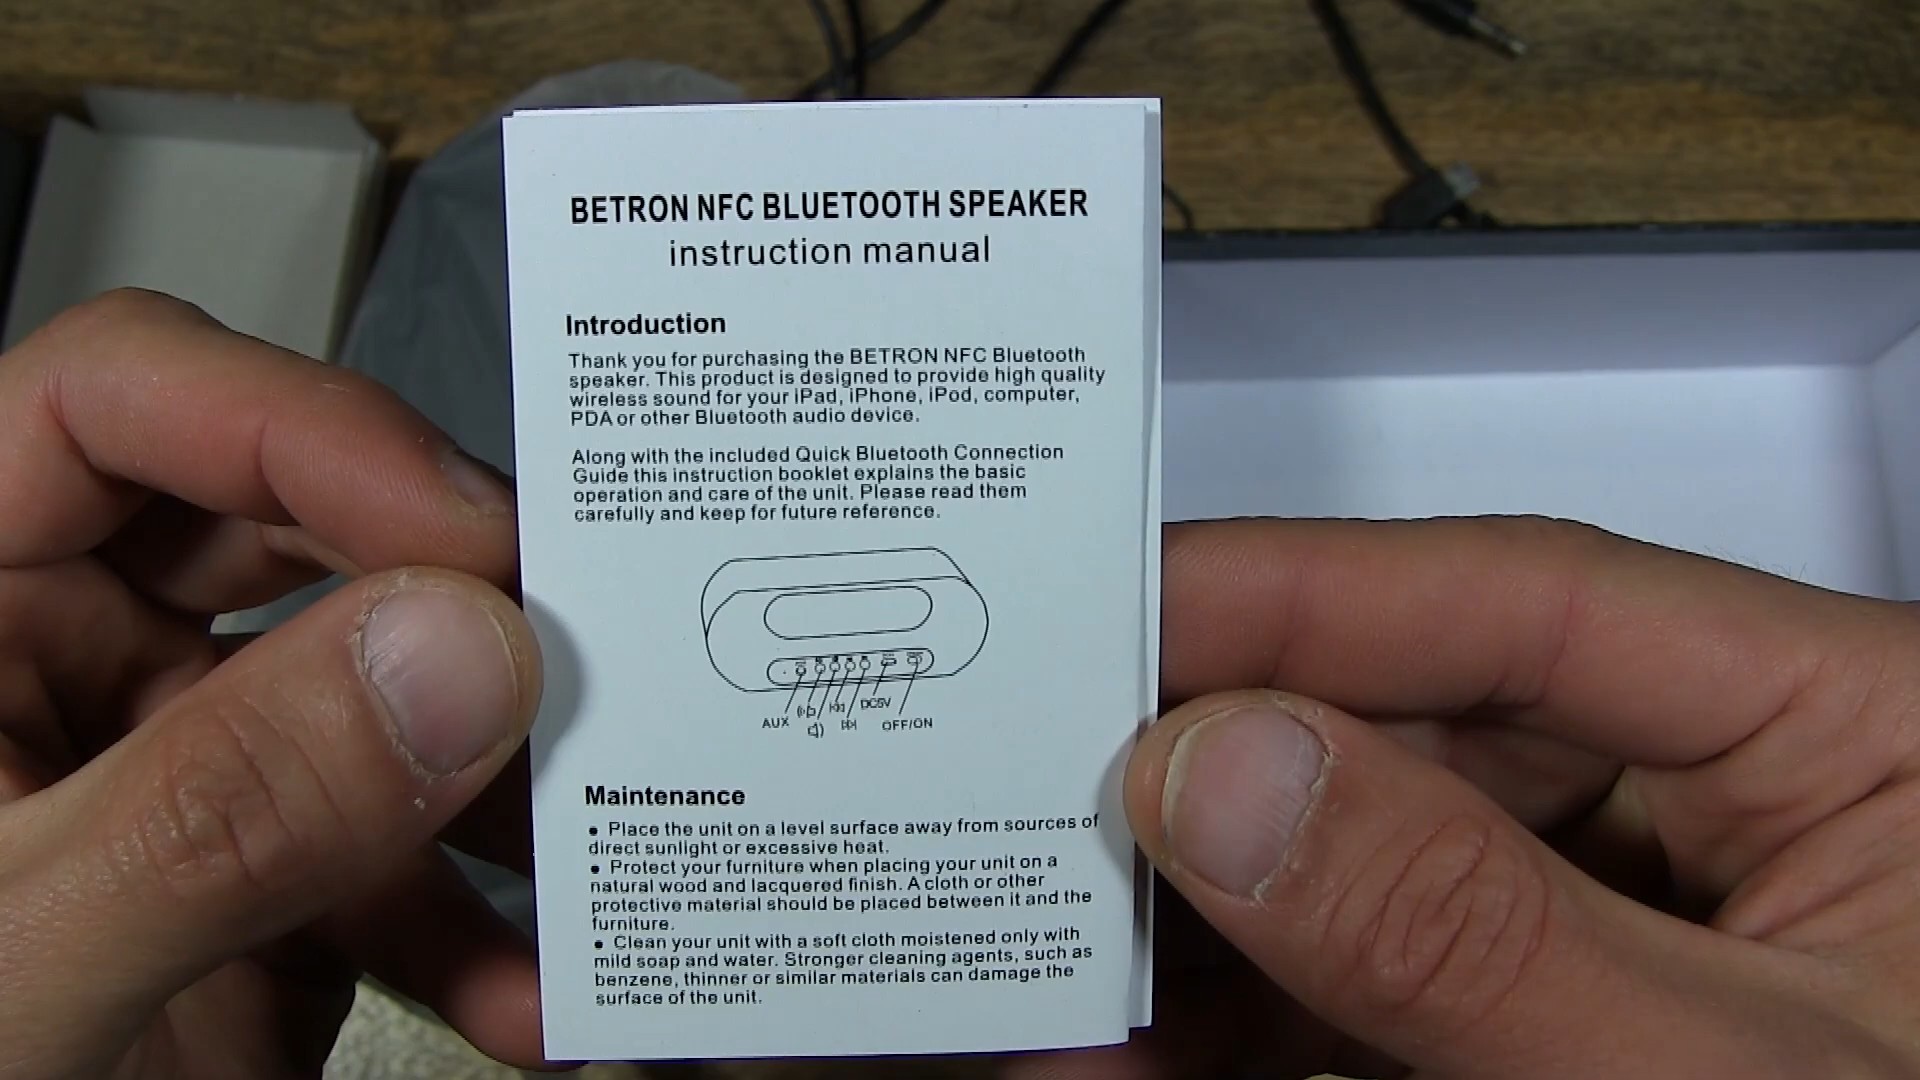 BETRON NFC BLUETOOTH SPEAKER
instruction manual
Introduction
Thank you for purchasing the BETRON NFC Bluetooth
speaker. This product is designed to provide high quality
wireless sound for your iPad, iPhone, iPod, computer,
PDA or other Bluetooth audio device.
Along with the included Quick Bluetooth Connection
Guide this instruction booklet explains the basic
operation and care of the unit. Please read them
carefully and keep for future reference.
DC5V
AUX
OFF/ON
Maintenance
● Place the unit on a level surface away from sources of
direct sunlight or excessive heat.
● Protect your furniture when placing your unit on a
natural wood and lacquered finish. A cloth or other
protective material should be placed between it and the
furniture.
● Clean your unit with a soft cloth moistened only with
mild soap and water. Stronger cleaning agents, such as
benzene, thinner or similar materials can damage the
surface of the unit.